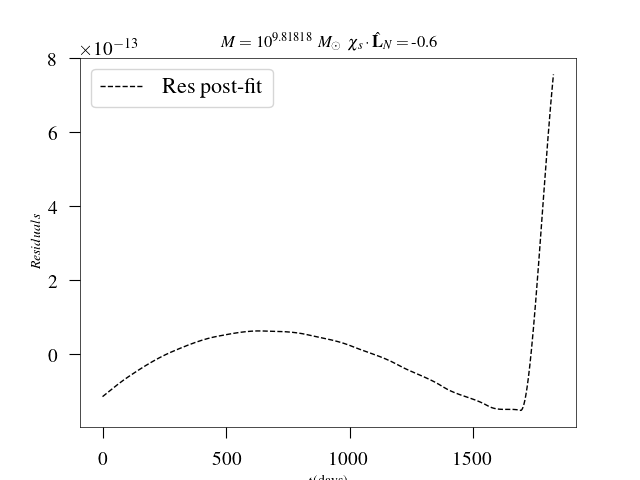 M = 10^9.81818 M_☉ χ_s · L̂_N = -0.6
×10^−13
Res post-fit
8
6
4
2
0
Residuals
0 500 1000 1500
t(days)